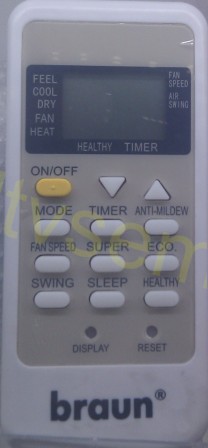 FEEL
FAN SPEED
COOL
DRY
AIR SWING
FAN
HEAT
HEALTHY TIMER
ON/OFF
MODE TIMER ANTI-MILDEW
FAN SPEED SUPER ECO.
SWING SLEEP HEALTHY
DISPLAY RESET
braun®